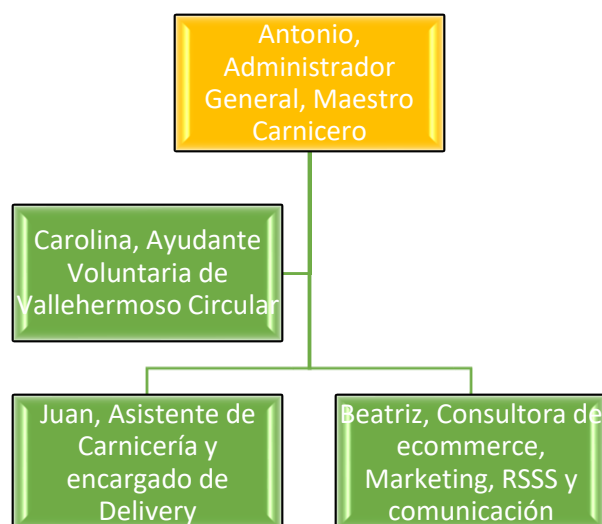 Antonio,
Administrador
General, Maestro
Carnicero
Carolina, Ayudante
Voluntaria de
Vallehermoso Circular
Juan, Asistente de
Carnicería y
encargado de
Delivery
Beatriz, Consultora de
ecommerce,
Marketing, RSSS y
comunicación